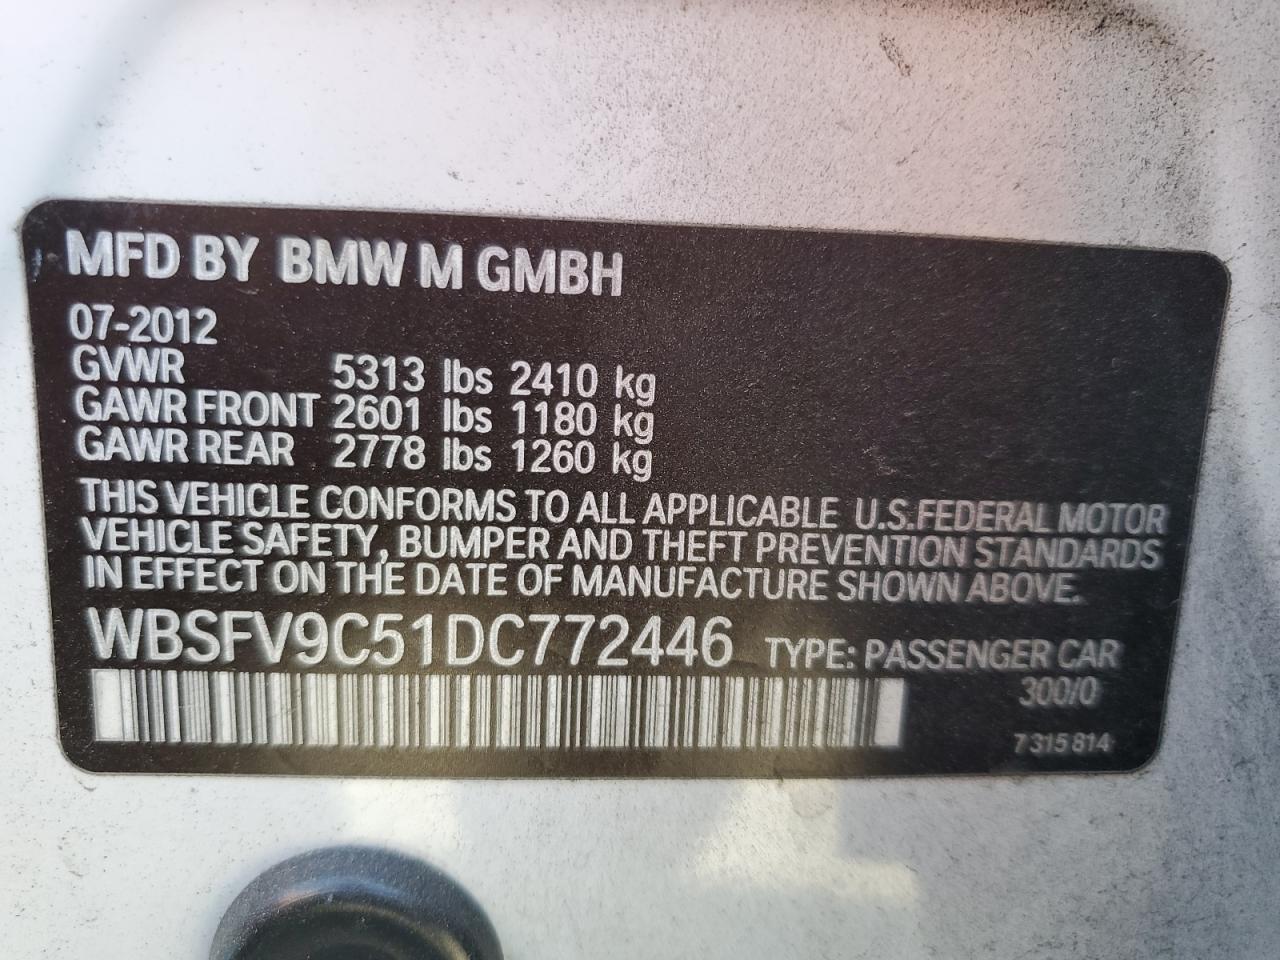 MFD BY BMW M GMBH
07-2012
GVWR 5313 lbs 2410 kg
GAWR FRONT 2601 lbs 1180 kg
GAWR REAR 2778 lbs 1260 kg
THIS VEHICLE CONFORMS TO ALL APPLICABLE U.S.FEDERAL MOTOR
VEHICLE SAFETY, BUMPER AND THEFT PREVENTION STANDARDS
IN EFFECT ON THE DATE OF MANUFACTURE SHOWN ABOVE.
WBSFV9C51DC772446 TYPE: PASSENGER CAR
300/0
7 315 814